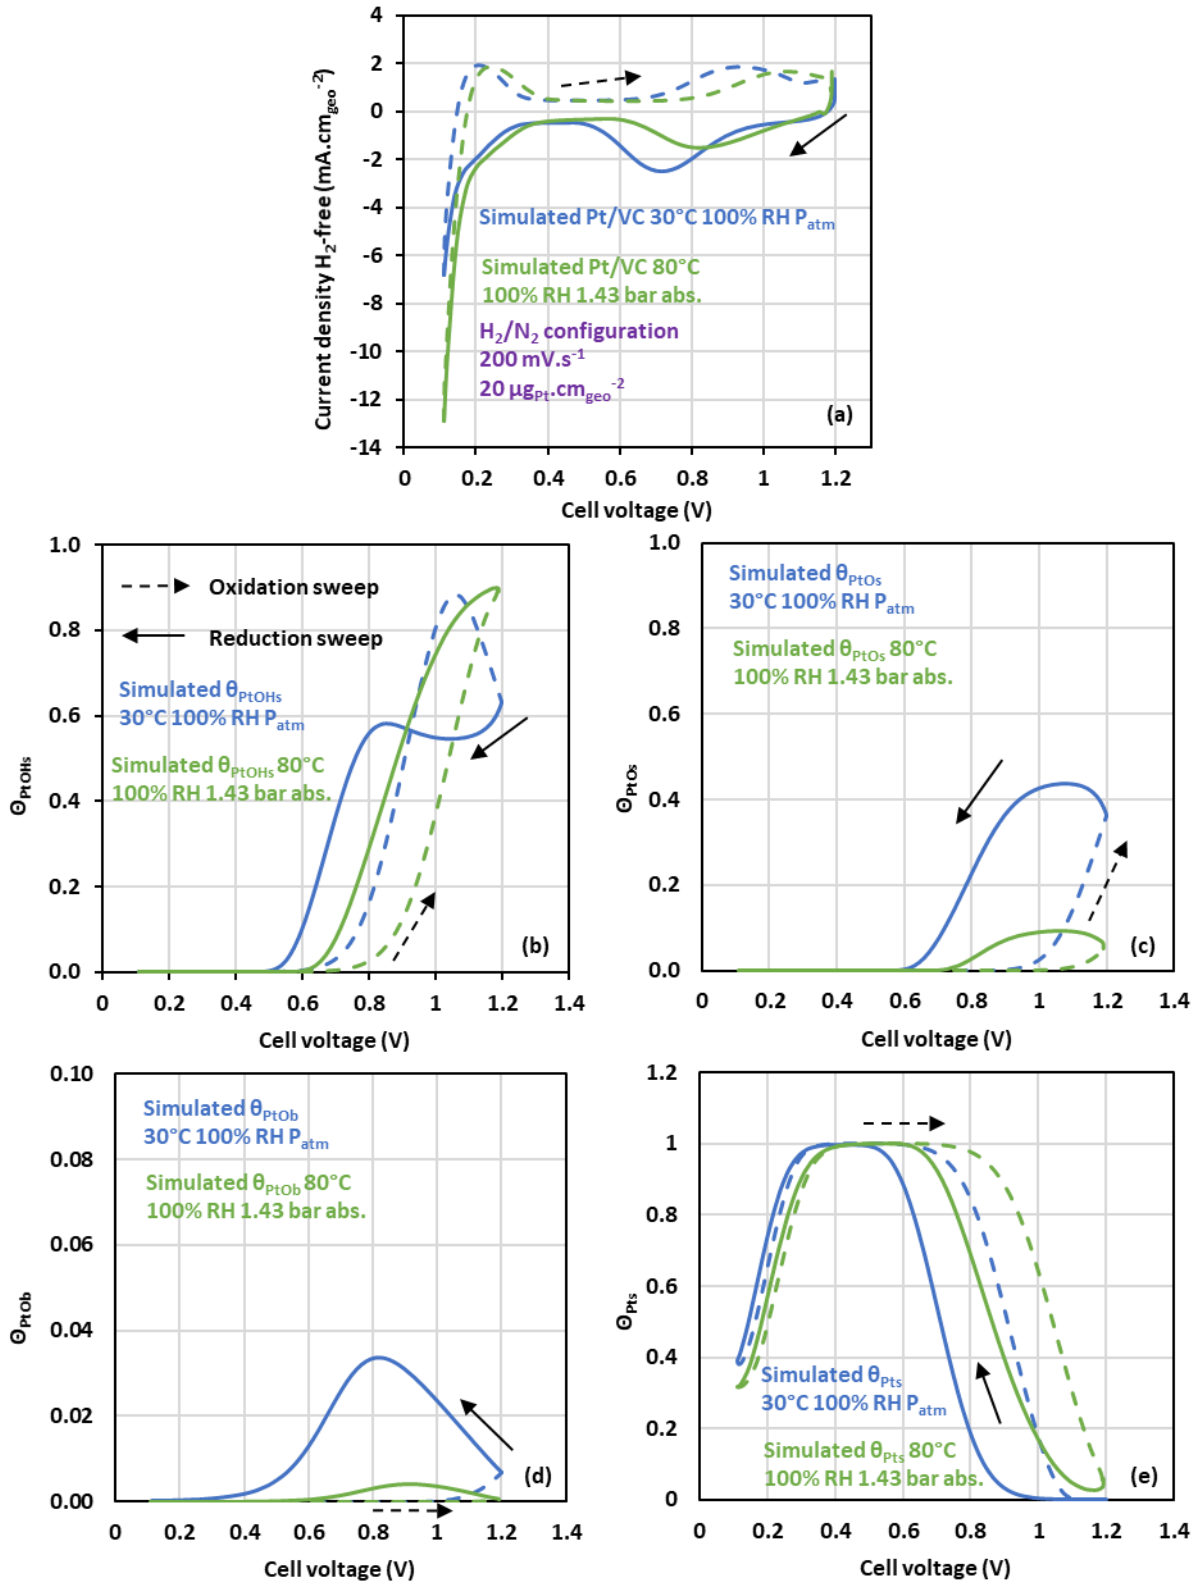 4
2
0
-2
-4
-6
-8
-10
-12
-14
Current density H2-free (mA.cmgeo-2)
Simulated Pt/VC 30°C 100% RH Patm
Simulated Pt/VC 80°C
100% RH 1.43 bar abs.
H2/N2 configuration
200 mV.s-1
20 µgPt.cmgeo-2
(a)
0 0.2 0.4 0.6 0.8 1 1.2
Cell voltage (V)
1.0
0.8
0.6
0.4
0.2
0.0
ΘPtOHs
Oxidation sweep
Reduction sweep
Simulated θPtOHs
30°C 100% RH Patm
Simulated θPtOHs 80°C
100% RH 1.43 bar abs.
(b)
0 0.2 0.4 0.6 0.8 1 1.2 1.4
Cell voltage (V)
1.0
0.8
0.6
0.4
0.2
0.0
ΘPtOs
Simulated θPtOs
30°C 100% RH Patm
Simulated θPtOs 80°C
100% RH 1.43 bar abs.
(c)
0 0.2 0.4 0.6 0.8 1 1.2 1.4
Cell voltage (V)
0.10
0.08
0.06
0.04
0.02
0.00
ΘPtOb
Simulated θPtOb
30°C 100% RH Patm
Simulated θPtOb 80°C
100% RH 1.43 bar abs.
(d)
0 0.2 0.4 0.6 0.8 1 1.2 1.4
Cell voltage (V)
1.2
1
0.8
0.6
0.4
0.2
0
ΘPts
Simulated θPts
30°C 100% RH Patm
Simulated θPts 80°C
100% RH 1.43 bar abs.
(e)
0 0.2 0.4 0.6 0.8 1 1.2 1.4
Cell voltage (V)